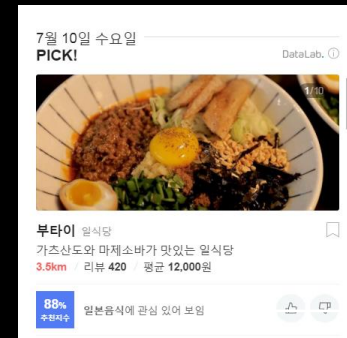 7월 10일 수요일
PICK!
DataLab. ⓘ
1/10
부타이 일식당
가츠산도와 마제소바가 맛있는 일식당
3.5km / 리뷰 420 / 평균 12,000원
88%
추천지수
일본음식에 관심 있어 보임